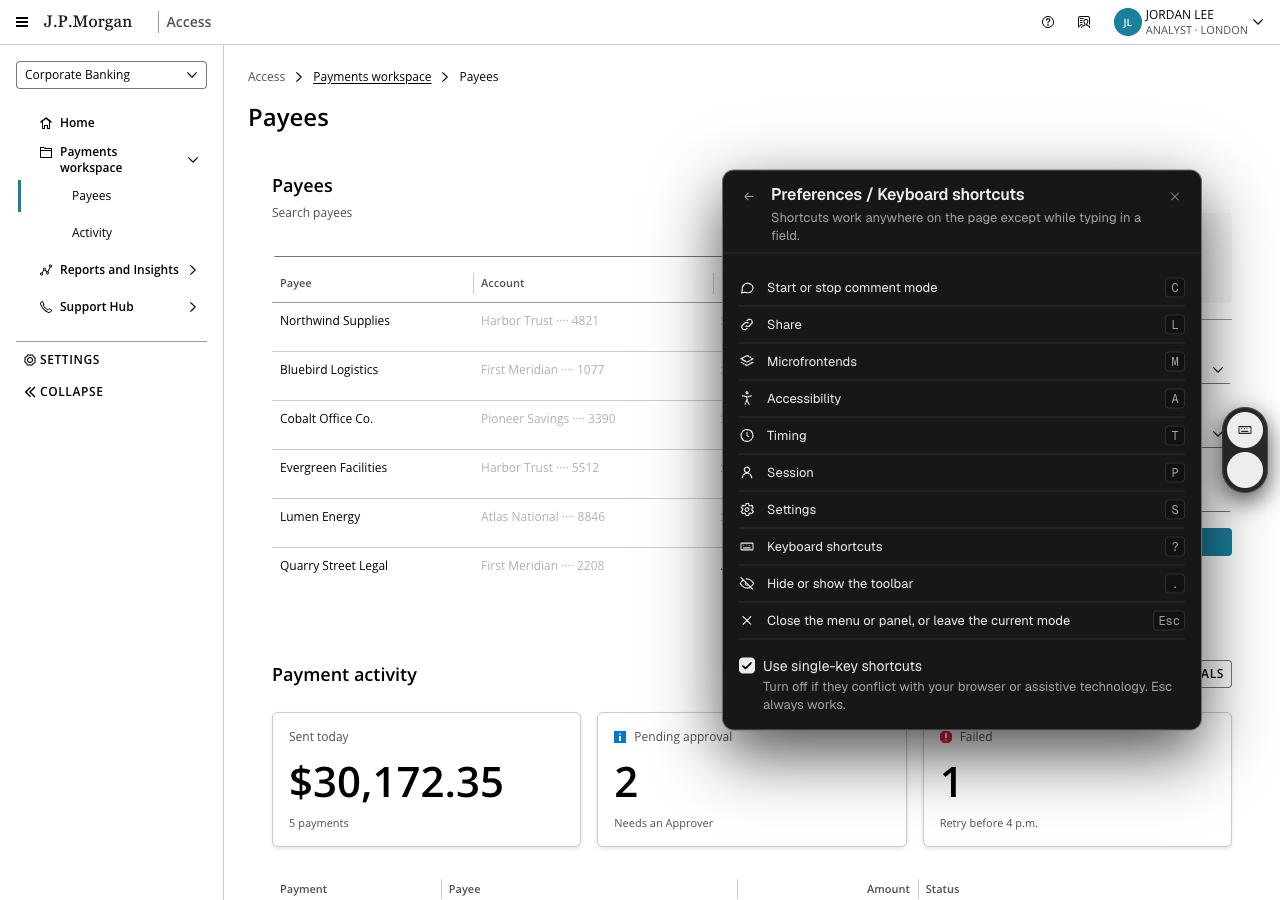 J.P.Morgan
Access
JORDAN LEE
JL
ANALYST · LONDON
Corporate Banking
Home
Payments
workspace
Payees
Activity
Reports and Insights
Support Hub
SETTINGS
COLLAPSE
Access
Payments workspace
Payees
Payees
Payees
Search payees
Payee
Account
Northwind Supplies
Harbor Trust ···· 4821
Bluebird Logistics
First Meridian ···· 1077
Cobalt Office Co.
Pioneer Savings ···· 3390
Evergreen Facilities
Harbor Trust ···· 5512
Lumen Energy
Atlas National ···· 8846
Quarry Street Legal
First Meridian ···· 2208
Preferences / Keyboard shortcuts
Shortcuts work anywhere on the page except while typing in a
field.
Start or stop comment mode
C
Share
L
Microfrontends
M
Accessibility
A
Timing
T
Session
P
Settings
S
Keyboard shortcuts
?
Hide or show the toolbar
.
Close the menu or panel, or leave the current mode
Esc
Use single-key shortcuts
Turn off if they conflict with your browser or assistive technology. Esc
always works.
Payment activity
ALS
Sent today
$30,172.35
5 payments
Pending approval
2
Needs an Approver
Failed
1
Retry before 4 p.m.
Payment
Payee
Amount
Status